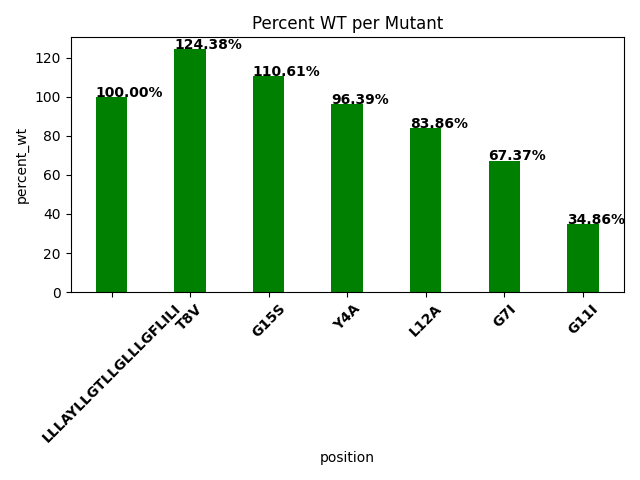 Percent WT per Mutant
percent_wt
120
100
80
60
40
20
0
100.00%
124.38%
110.61%
96.39%
83.86%
67.37%
34.86%
LLLAYLLGTLLGLLLGFLILI
T8V
G15S
Y4A
L12A
G7I
G11I
position